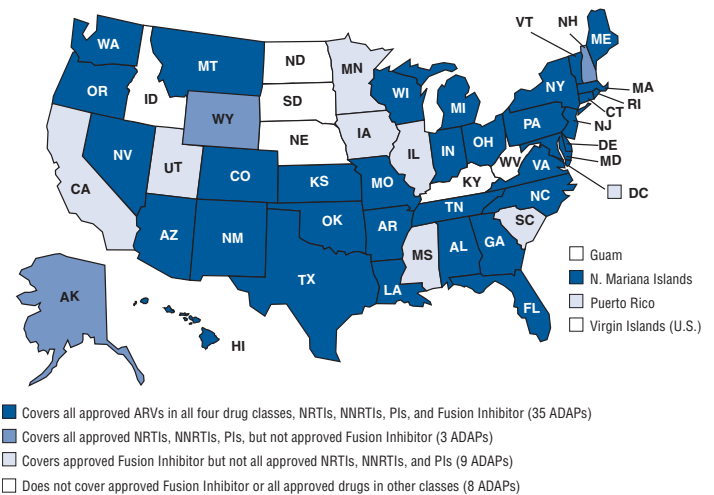 VT
NH
WA
MT
ND
MN
ME
OR
ID
SD
WI
MI
NY
MA
RI
CT
WY
IA
PA
NJ
NV
UT
NE
IL
IN
OH
WV
DE
MD
CA
CO
KS
MO
KY
VA
DC
AZ
NM
OK
AR
TN
NC
SC
MS
AL
GA
TX
LA
FL
AK
HI
Guam
N. Mariana Islands
Puerto Rico
Virgin Islands (U.S.)
Covers all approved ARVs in all four drug classes, NRTIs, NNRTIs, PIs, and Fusion Inhibitor (35 ADAPs)
Covers all approved NRTIs, NNRTIs, PIs, but not approved Fusion Inhibitor (3 ADAPs)
Covers approved Fusion Inhibitor but not all approved NRTIs, NNRTIs, and PIs (9 ADAPs)
Does not cover approved Fusion Inhibitor or all approved drugs in other classes (8 ADAPs)